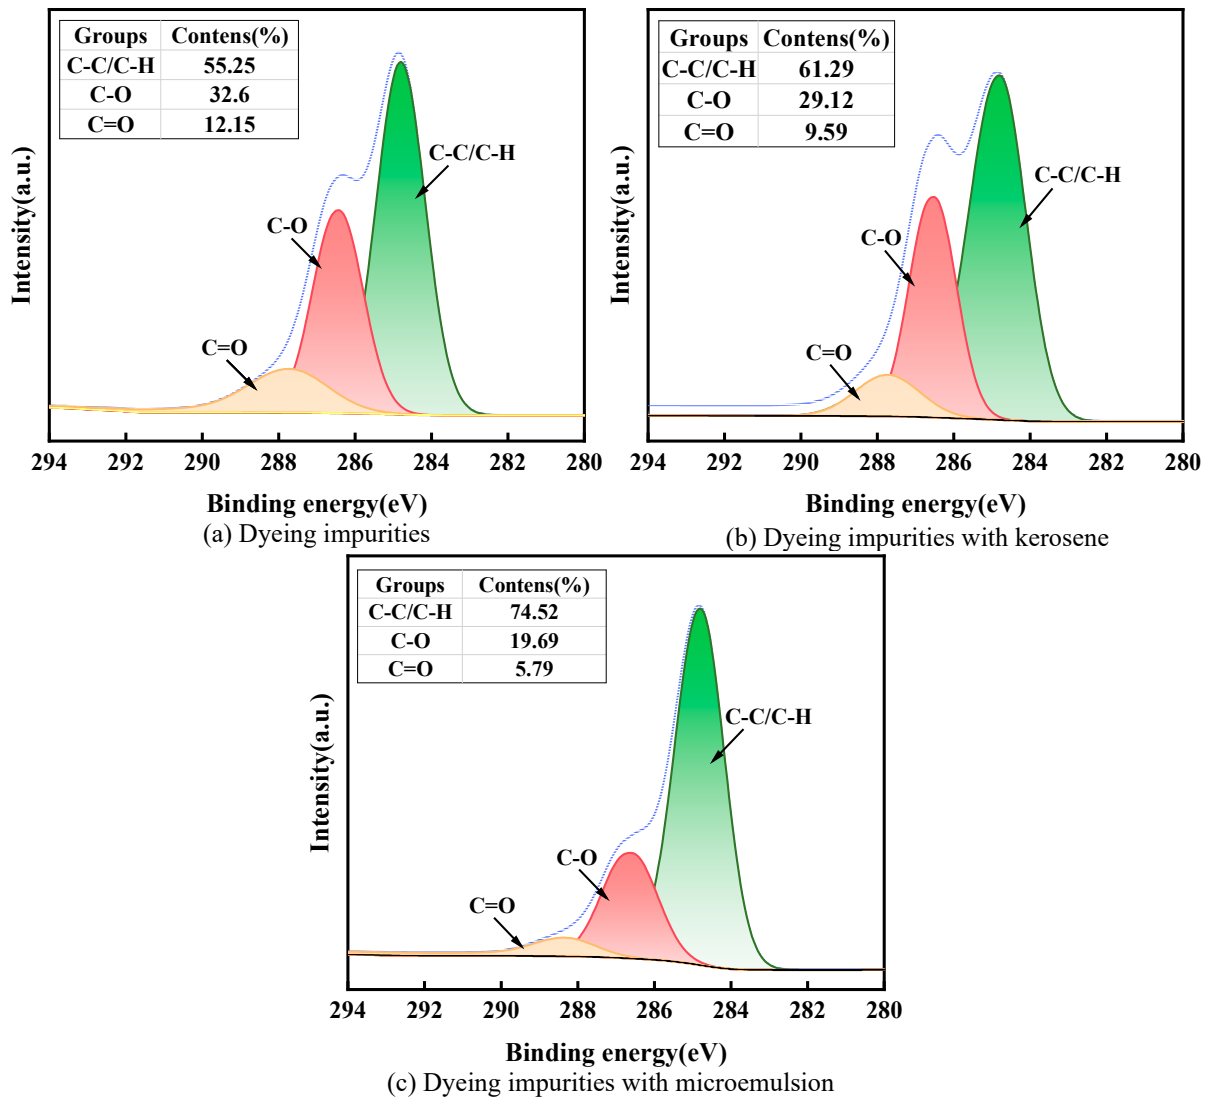 Groups Contens(%)
C-C/C-H 55.25
C-O 32.6
C=O 12.15
C-C/C-H
C-O
C=O
Intensity(a.u.)
294 292 290 288 286 284 282 280
Binding energy(eV)
(a) Dyeing impurities
Groups Contens(%)
C-C/C-H 61.29
C-O 29.12
C=O 9.59
C-C/C-H
C-O
C=O
Intensity(a.u.)
294 292 290 288 286 284 282 280
Binding energy(eV)
(b) Dyeing impurities with kerosene
Groups Contens(%)
C-C/C-H 74.52
C-O 19.69
C=O 5.79
C-C/C-H
C-O
C=O
Intensity(a.u.)
294 292 290 288 286 284 282 280
Binding energy(eV)
(c) Dyeing impurities with microemulsion